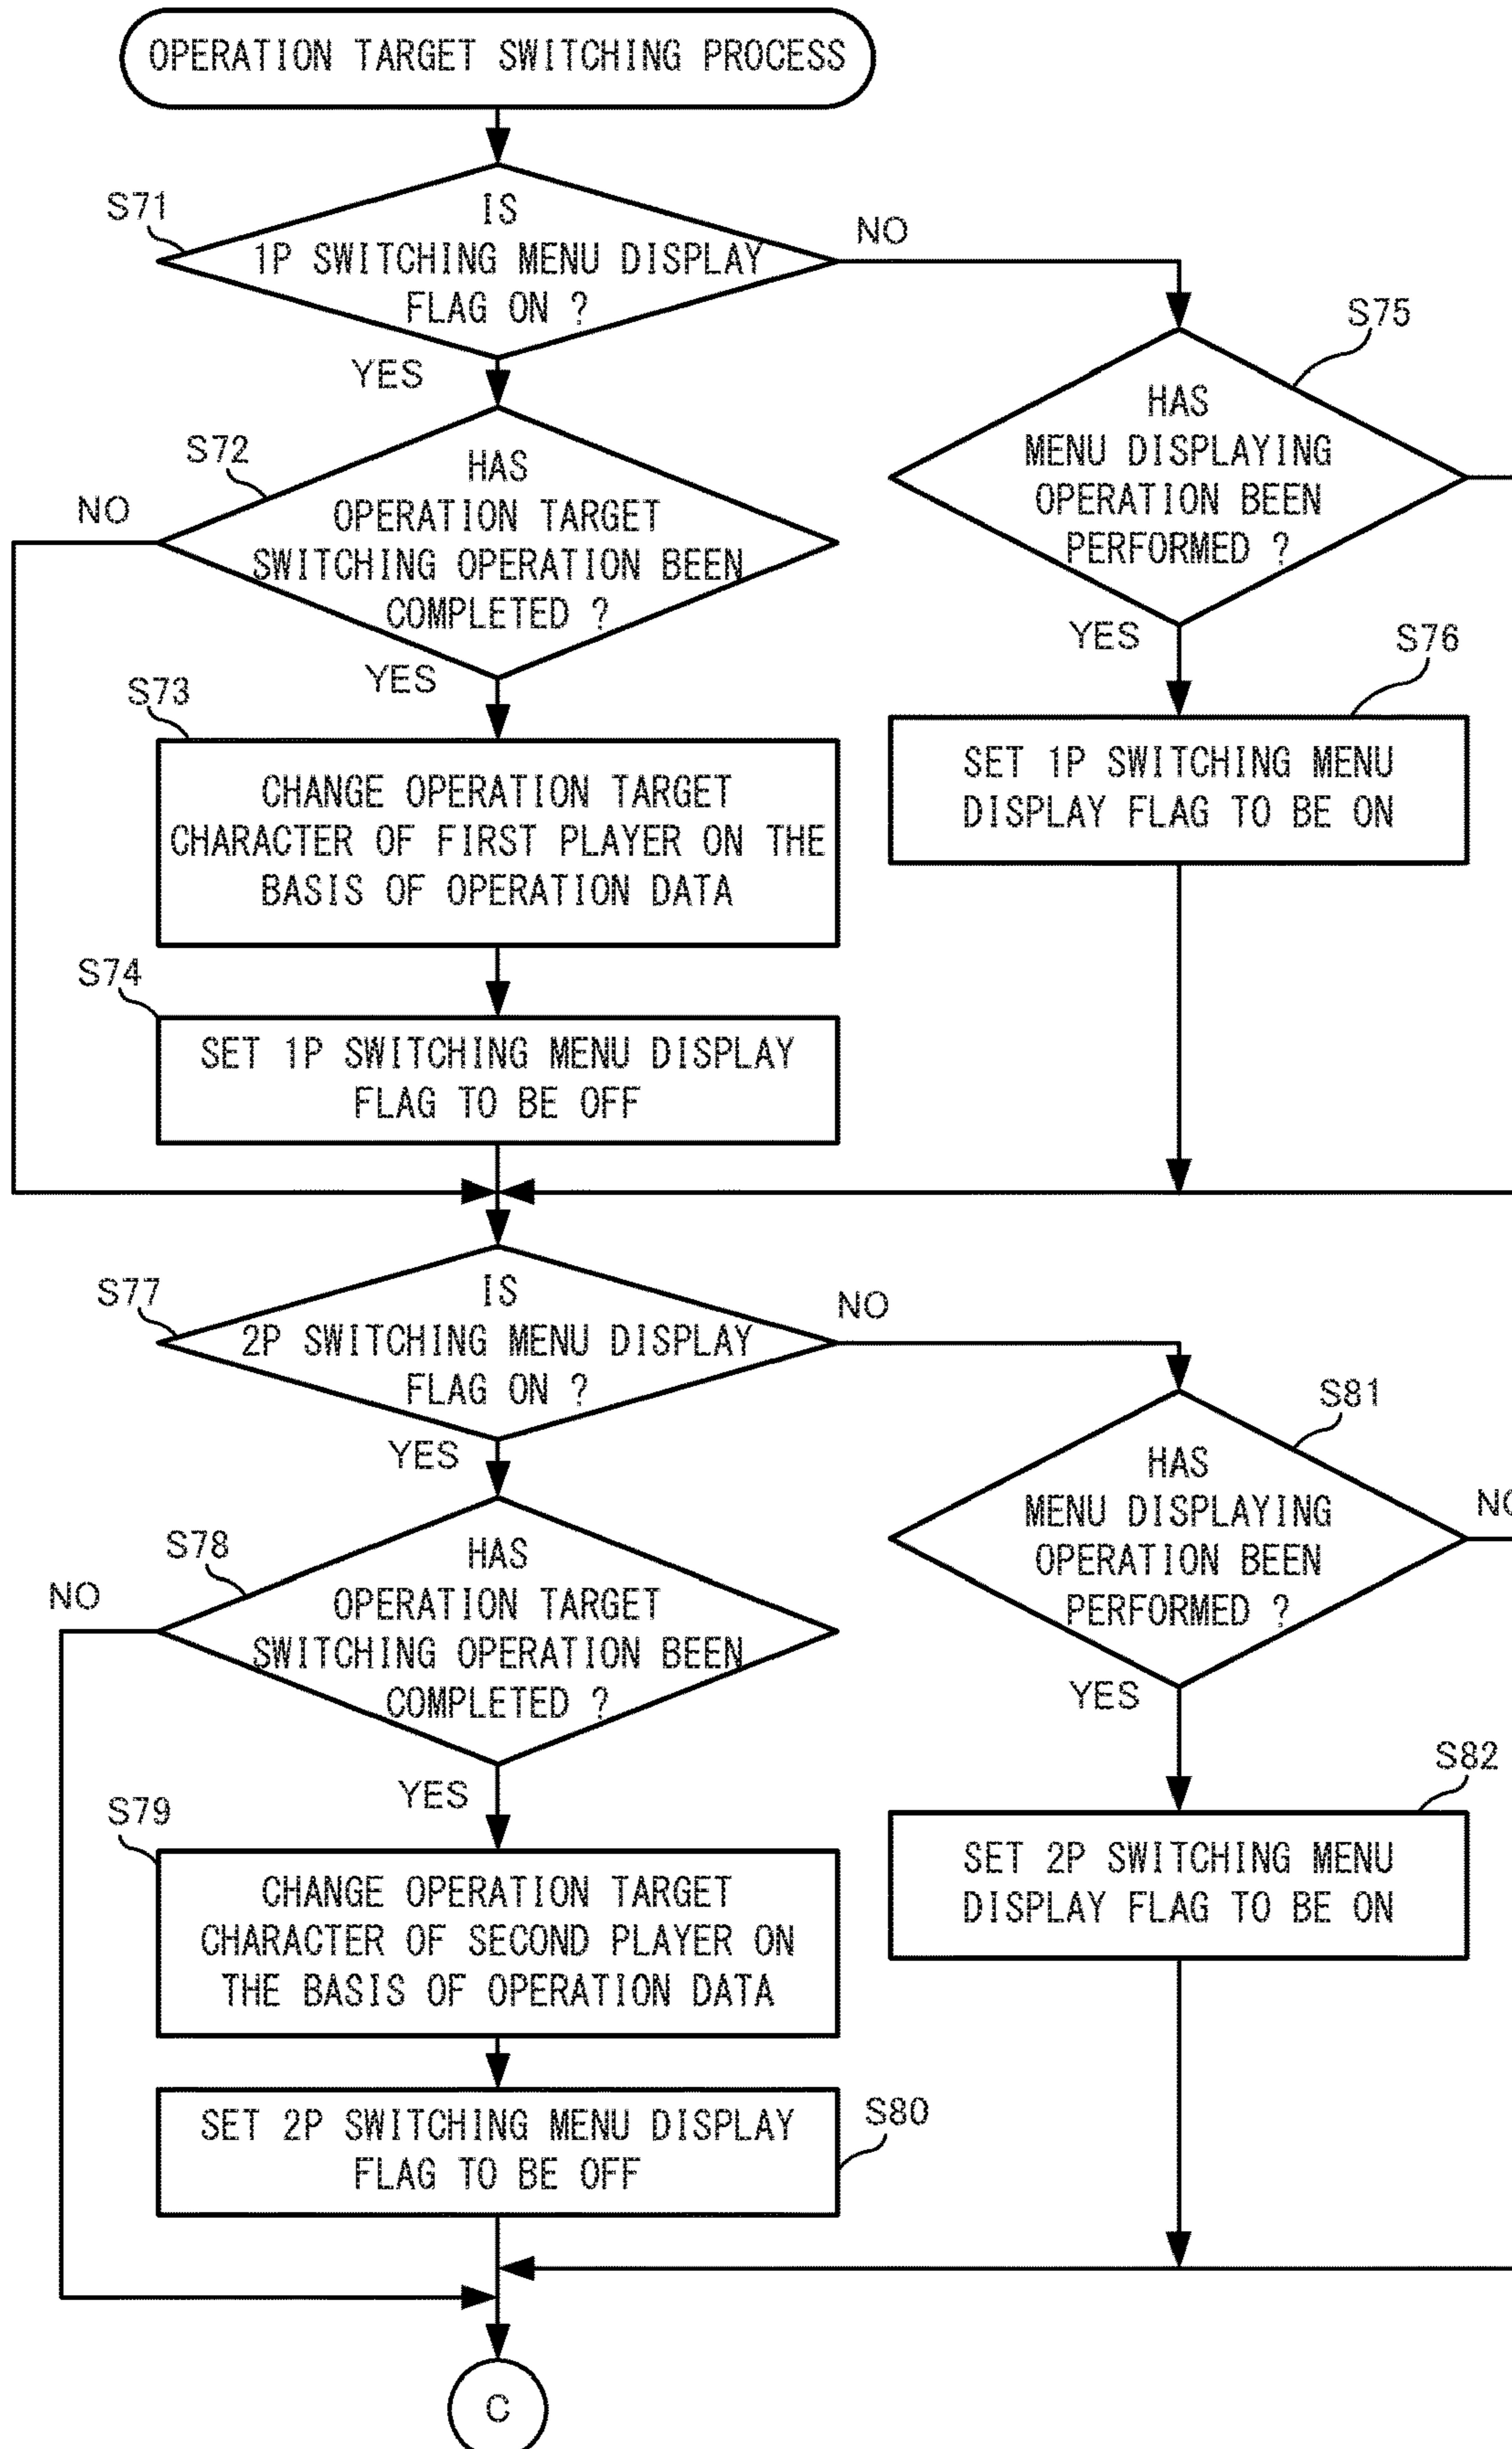 OPERATION TARGET SWITCHING PROCESS
S71
IS
1P SWITCHING MENU DISPLAY
FLAG ON ?
NO
YES
S75
HAS
MENU DISPLAYING
OPERATION BEEN
PERFORMED ?
YES
S72
HAS
OPERATION TARGET
SWITCHING OPERATION BEEN
COMPLETED ?
NO
YES
S76
SET 1P SWITCHING MENU
DISPLAY FLAG TO BE ON
S73
CHANGE OPERATION TARGET
CHARACTER OF FIRST PLAYER ON THE
BASIS OF OPERATION DATA
S74
SET 1P SWITCHING MENU DISPLAY
FLAG TO BE OFF
S77
IS
2P SWITCHING MENU DISPLAY
FLAG ON ?
NO
YES
S81
HAS
MENU DISPLAYING
OPERATION BEEN
PERFORMED ?
NO
YES
S78
HAS
OPERATION TARGET
SWITCHING OPERATION BEEN
COMPLETED ?
NO
YES
S82
SET 2P SWITCHING MENU
DISPLAY FLAG TO BE ON
S79
CHANGE OPERATION TARGET
CHARACTER OF SECOND PLAYER ON
THE BASIS OF OPERATION DATA
S80
SET 2P SWITCHING MENU DISPLAY
FLAG TO BE OFF
C